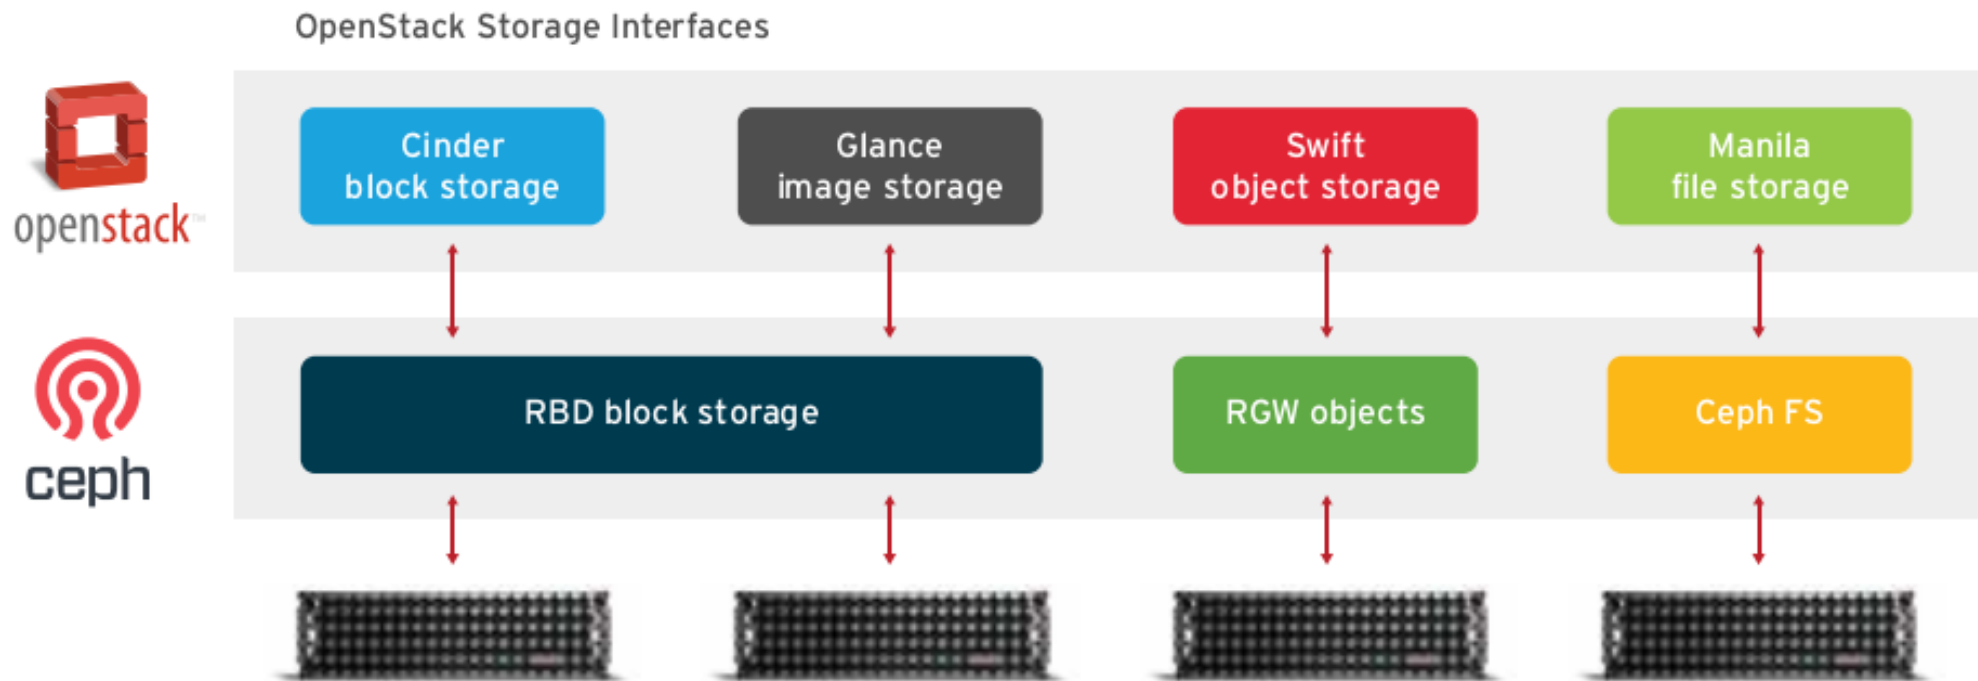 OpenStack Storage Interfaces
openstack™
Cinder
block storage
Glance
image storage
Swift
object storage
Manila
file storage
ceph
RBD block storage
RGW objects
Ceph FS